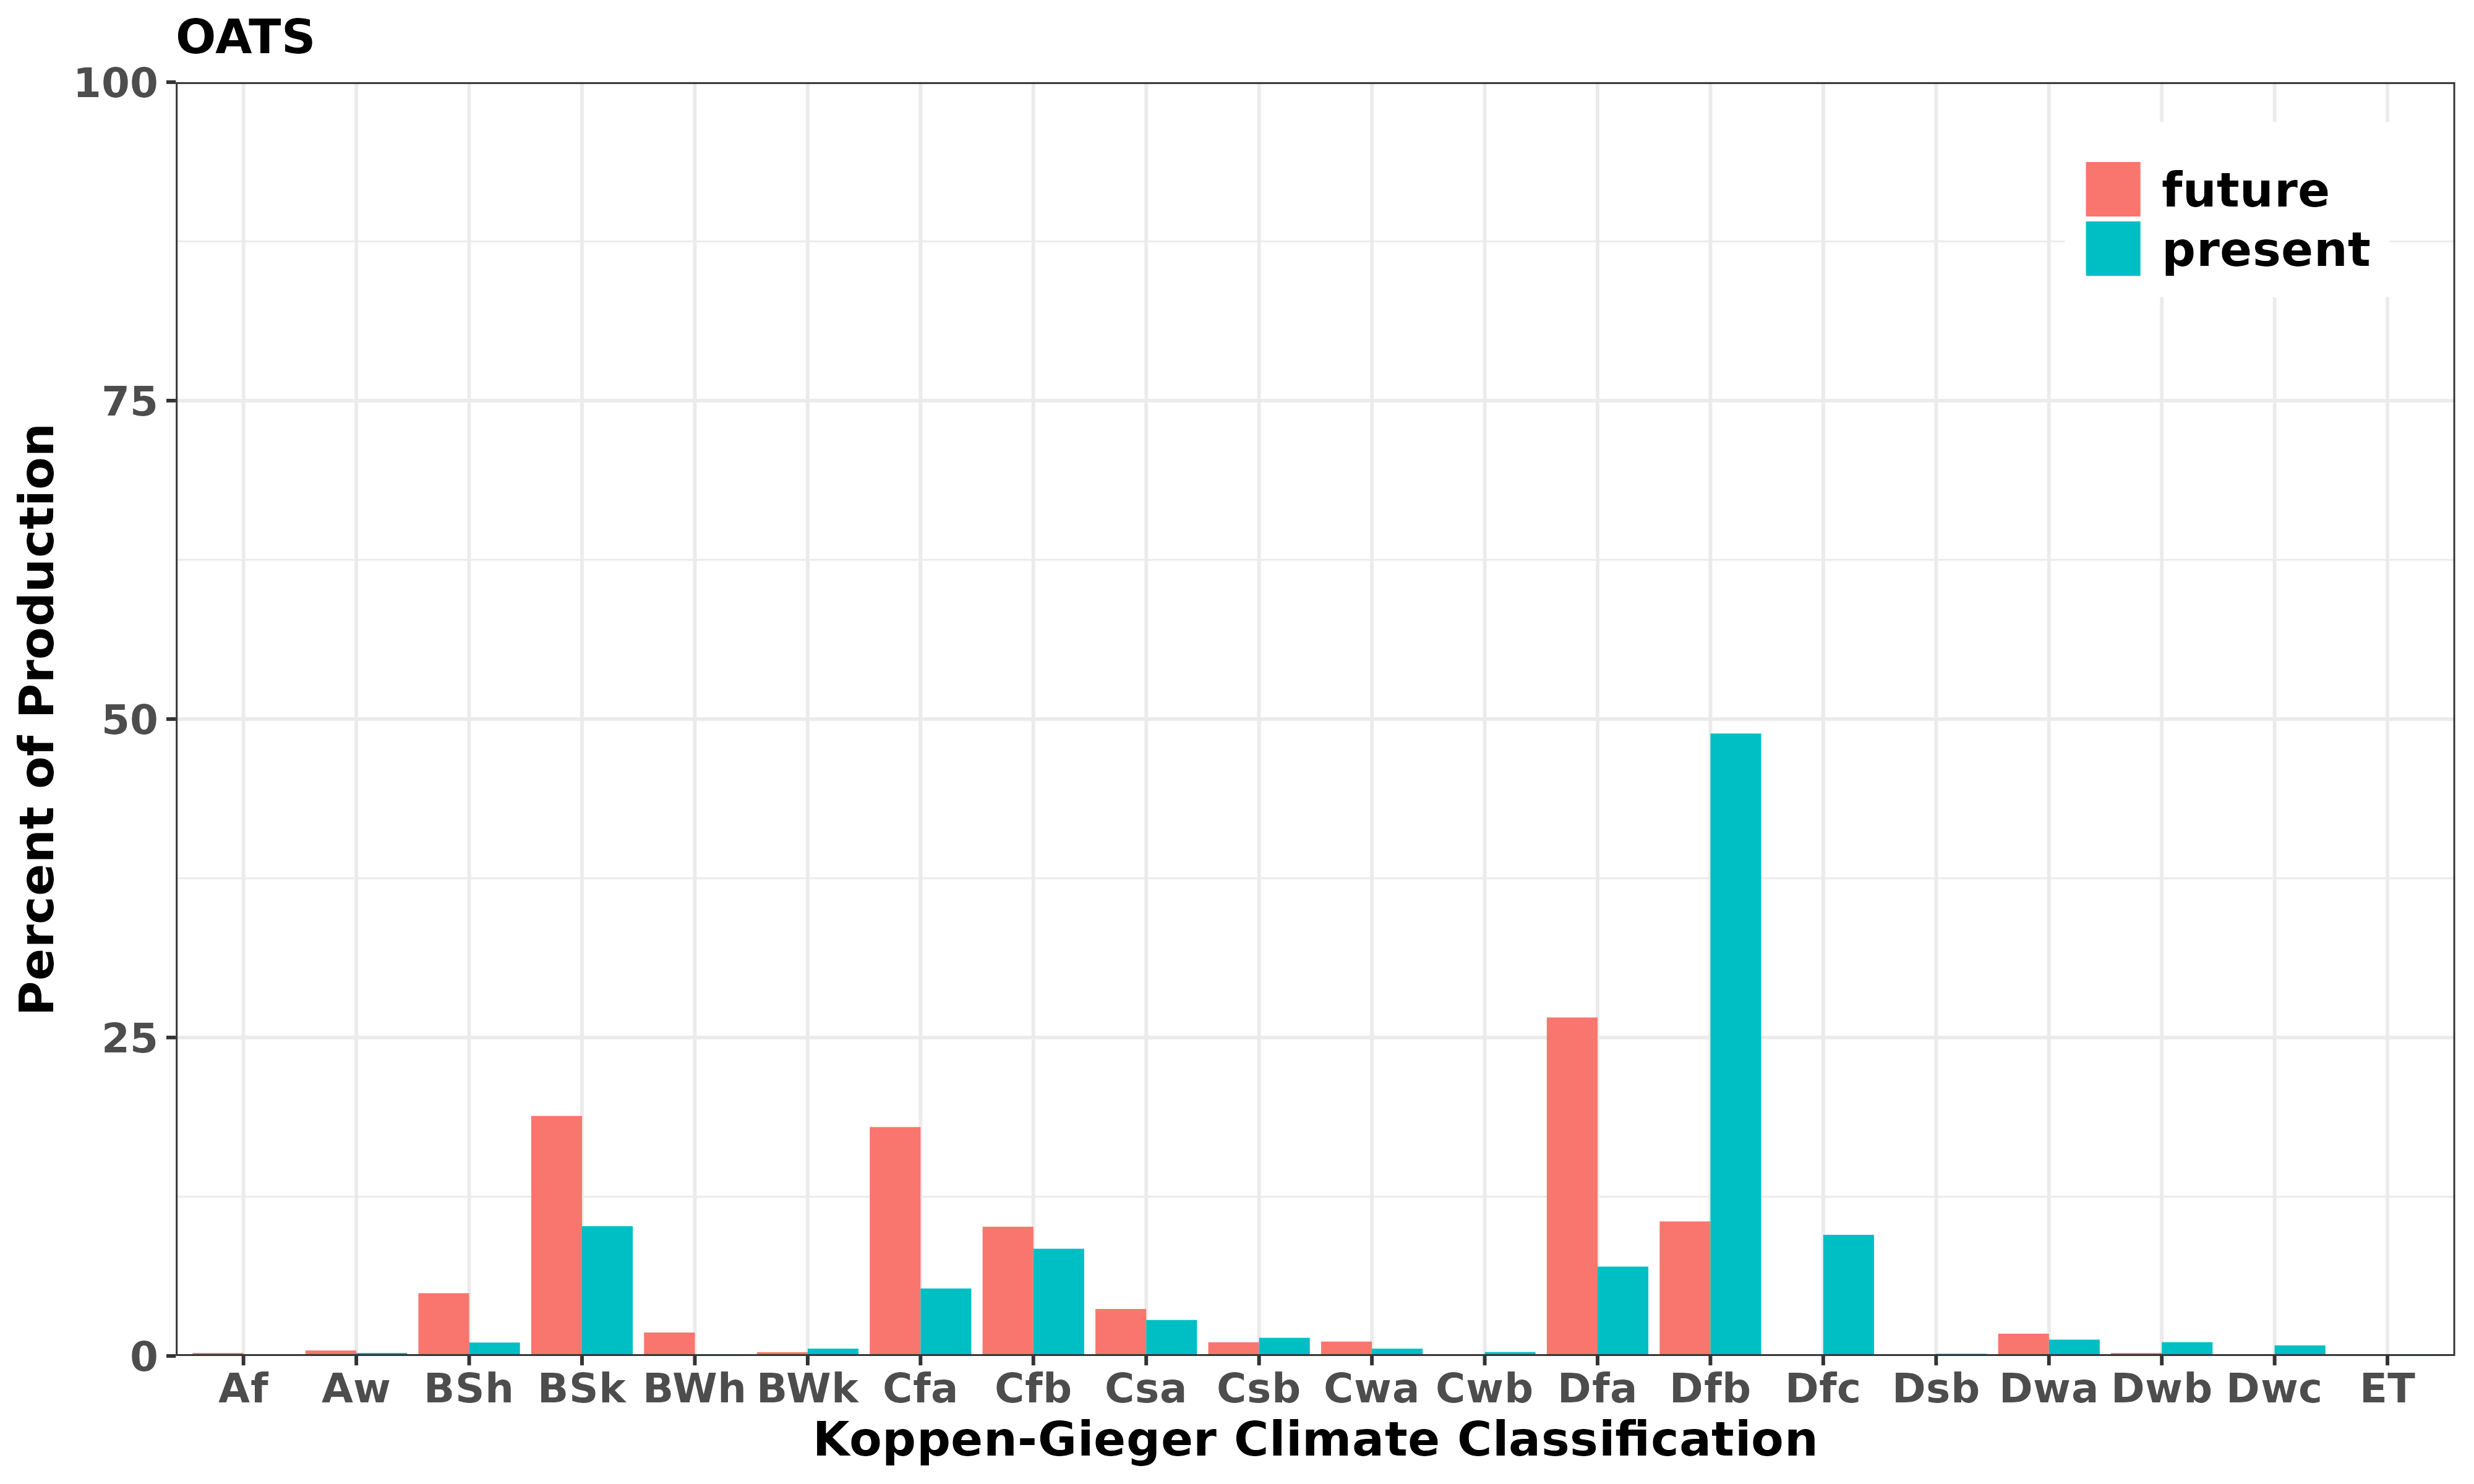 OATS
100
75
50
25
0
Percent of Production
future
present
Af Aw BSh BSk BWh BWk Cfa Cfb Csa Csb Cwa Cwb Dfa Dfb Dfc Dsb Dwa Dwb Dwc ET
Koppen-Gieger Climate Classification